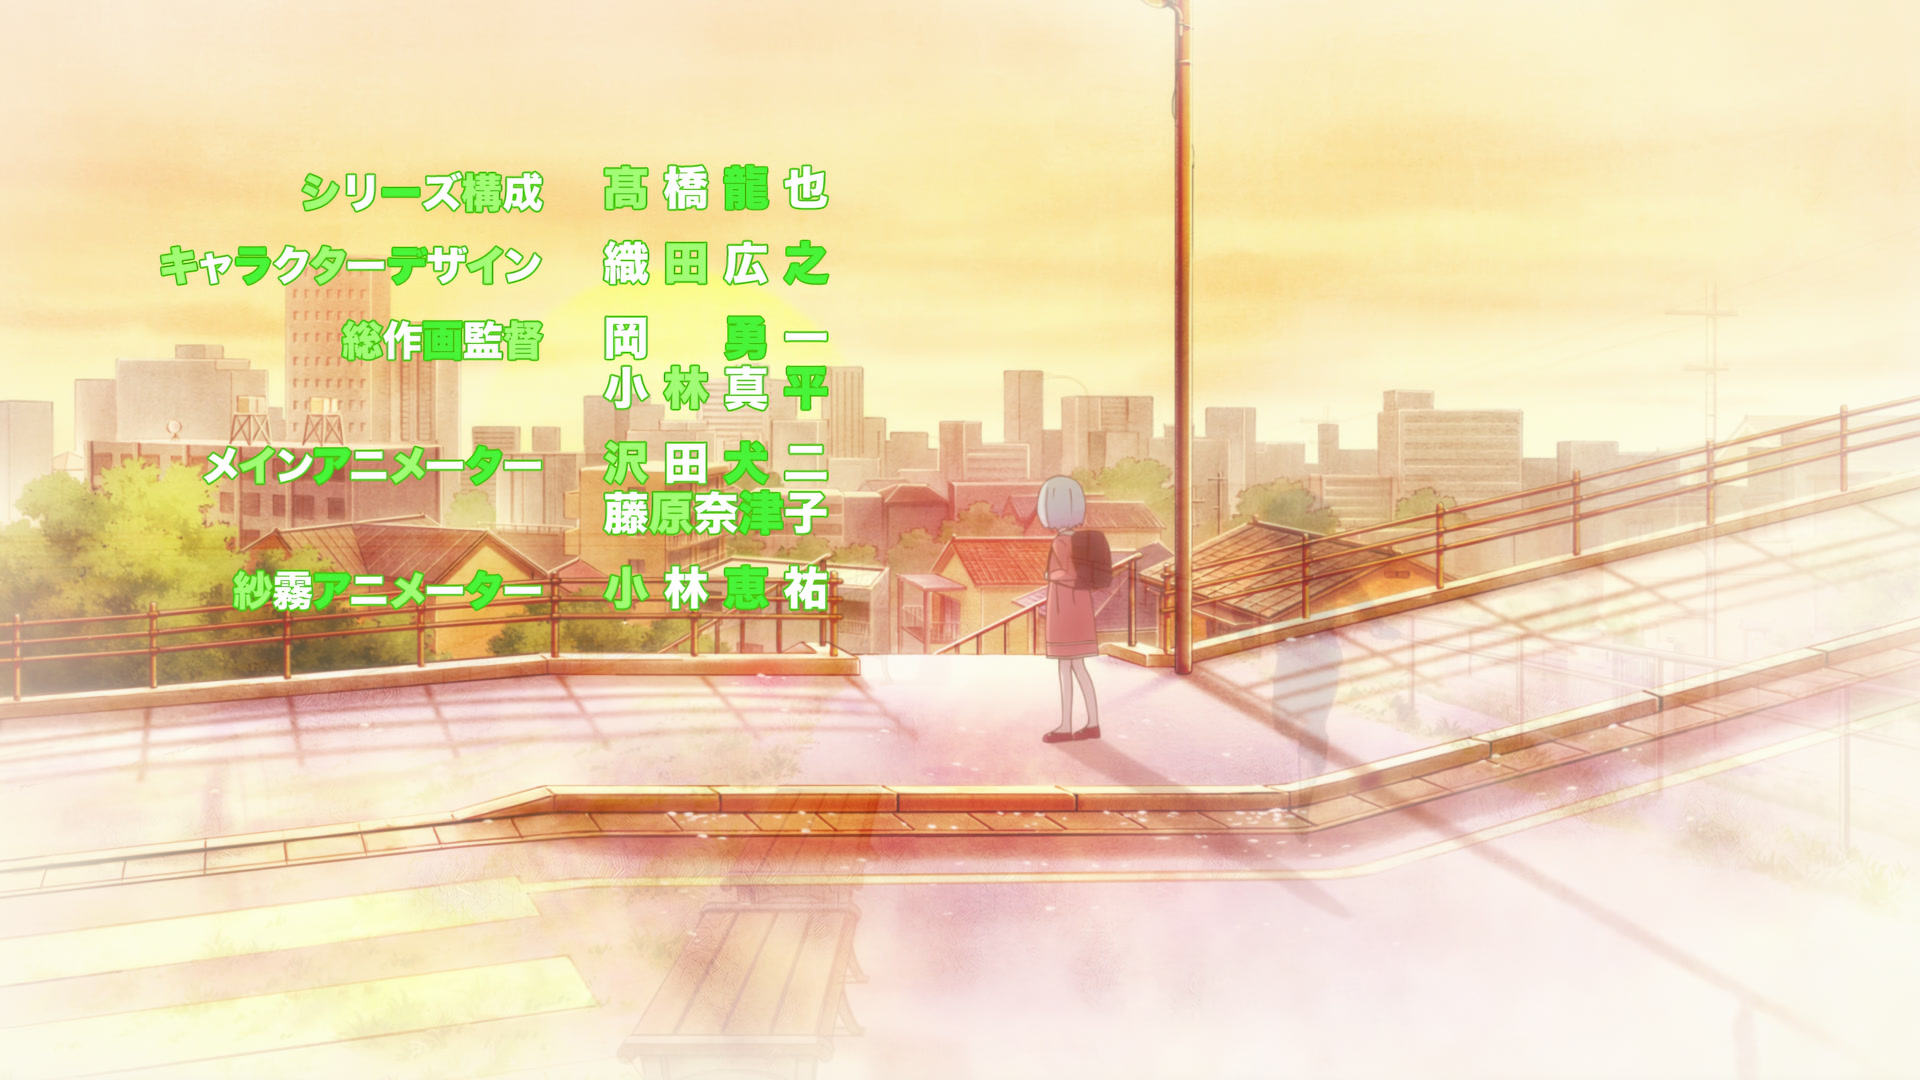 シリーズ構成 髙橋龍也
キャラクターデザイン 織田広之
総作画監督 岡 勇一
小林真平
メインアニメーター 沢田犬二
藤原奈津子
紗霧アニメーター 小林恵祐